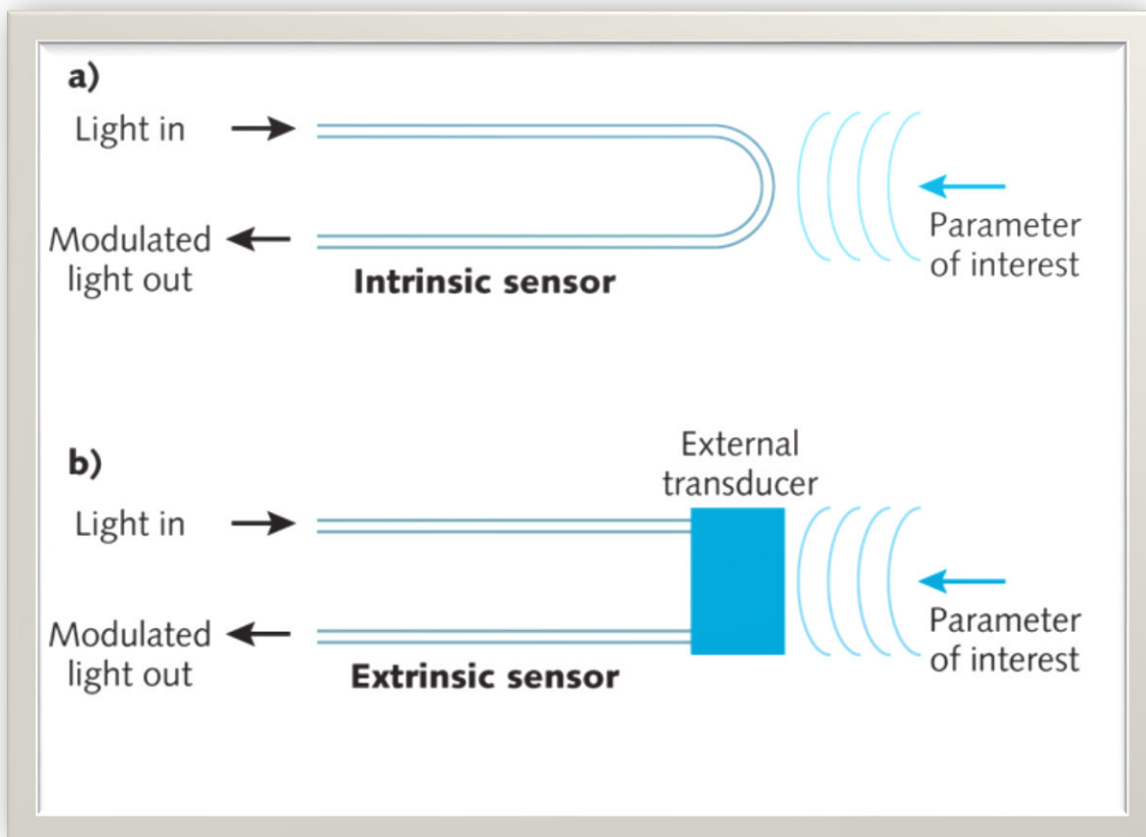 a)
Light in
Modulated
light out
Intrinsic sensor
Parameter
of interest
b)
External
transducer
Light in
Modulated
light out
Extrinsic sensor
Parameter
of interest